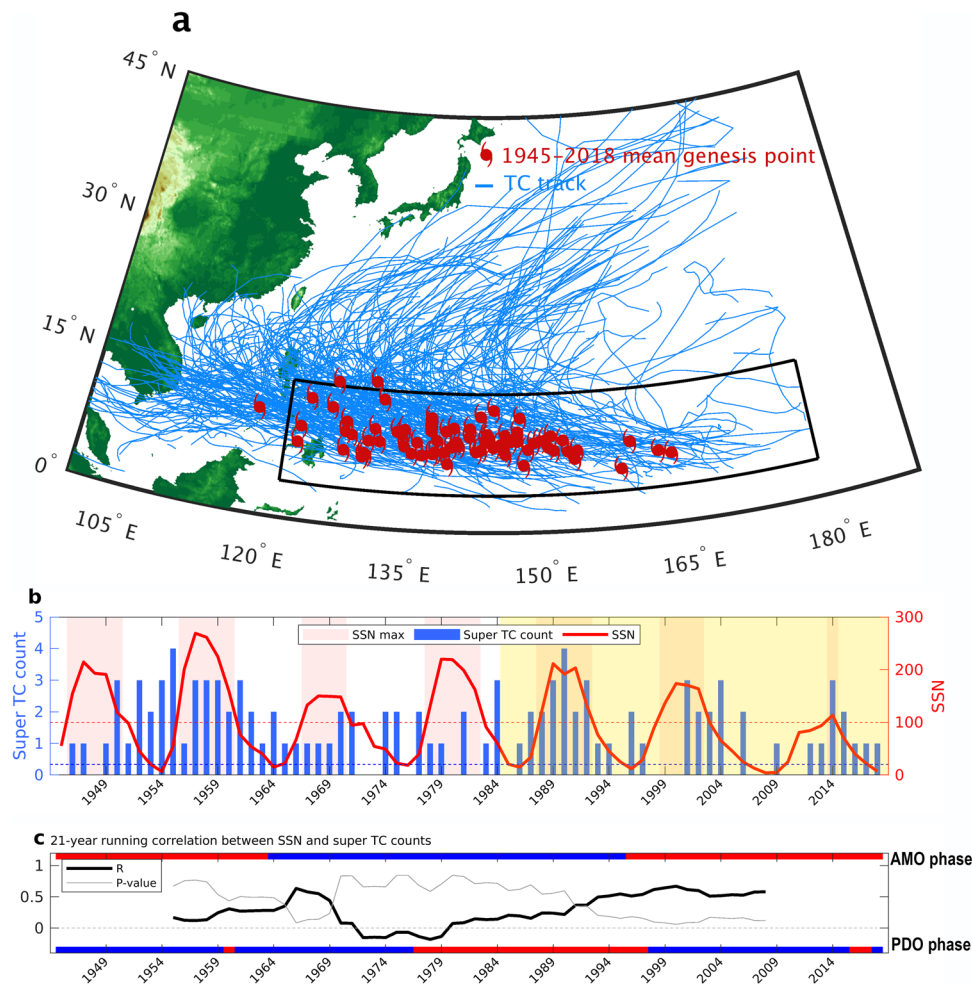 a
45° N
30° N
15° N
0°
105° E
120° E
135° E
150° E
165° E
180° E
1945-2018 mean genesis point
TC track
b
Super TC count
5
4
3
2
1
0
SSN max
Super TC count
SSN
300
200
100
0
SSN
1949
1954
1959
1964
1969
1974
1979
1984
1989
1994
1999
2004
2009
2014
c 21-year running correlation between SSN and super TC counts
1
0.5
0
R
P-value
AMO phase
PDO phase
1949
1954
1959
1964
1969
1974
1979
1984
1989
1994
1999
2004
2009
2014